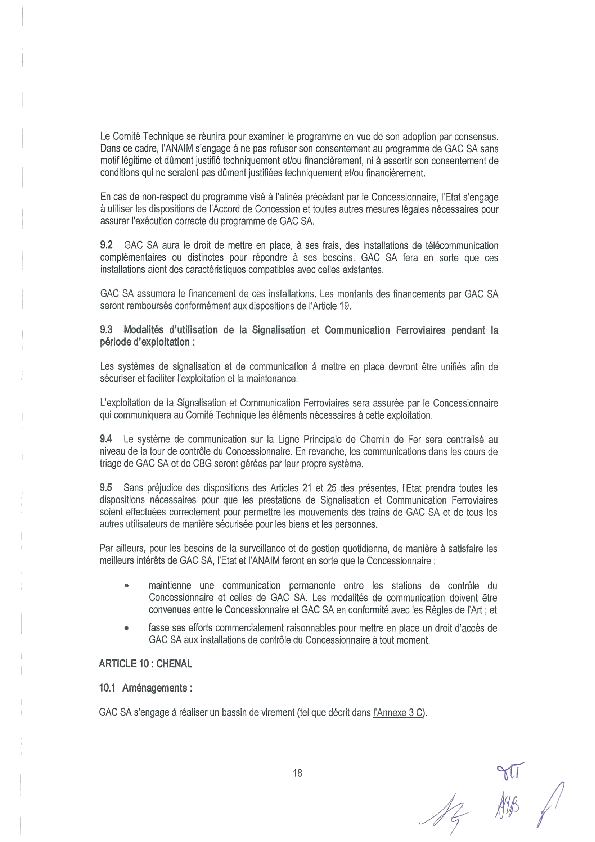 Le Comité Technique se réunira pour examiner le programme en vue de son adoption par consensus.
Dans ce cadre, l'ANAIM s'engage à ne pas refuser son consentement au programme de GAC SA sans
motif légitime et dûment justifié techniquement et/ou financièrement, ni à assortir son consentement de
conditions qui ne seraient pas dûment justifiées techniquement et/ou financièrement.
En cas de non-respect du programme visé à l'alinéa précédant par le Concessionnaire, l'Etat s'engage
à utiliser les dispositions de l'Accord de Concession et toutes autres mesures légales nécessaires pour
assurer l'exécution correcte du programme de GAC SA.
9.2 GAC SA aura le droit de mettre en place, à ses frais, des installations de télécommunication
complémentaires ou distinctes pour répondre à ses besoins. GAC SA fera en sorte que ces
installations aient des caractéristiques compatibles avec celles existantes.
GAC SA assumera le financement de ces installations. Les montants des financements par GAC SA
seront remboursés conformément aux dispositions de l'Article 19.
9.3 Modalités d'utilisation de la Signalisation et Communication Ferroviaires pendant la
période d'exploitation :
Les systèmes de signalisation et de communication à mettre en place devront être unifiés afin de
sécuriser et faciliter l'exploitation et la maintenance.
L'exploitation de la Signalisation et Communication Ferroviaires sera assurée par le Concessionnaire
qui communiquera au Comité Technique les éléments nécessaires à cette exploitation.
9.4 Le système de communication sur la Ligne Principale de Chemin de Fer sera centralisé au
niveau de la tour de contrôle du Concessionnaire. En revanche, les communications dans les cours de
triage de GAC SA et de CBG seront gérées par leur propre système.
9.5 Sans préjudice des dispositions des Articles 21 et 25 des présentes, l'Etat prendra toutes les
dispositions nécessaires pour que les prestations de Signalisation et Communication Ferroviaires
soient effectuées correctement pour permettre les mouvements des trains de GAC SA et de tous les
autres utilisateurs de manière sécurisée pour les biens et les personnes.
Par ailleurs, pour les besoins de la surveillance et de gestion quotidienne, de manière à satisfaire les
meilleurs intérêts de GAC SA, l'Etat et l'ANAIM feront en sorte que le Concessionnaire :
• maintienne une communication permanente entre les stations de contrôle du
Concessionnaire et celles de GAC SA. Les modalités de communication doivent être
convenues entre le Concessionnaire et GAC SA en conformité avec les Règles de l'Art ; et
• fasse ses efforts commercialement raisonnables pour mettre en place un droit d'accès de
GAC SA aux installations de contrôle du Concessionnaire à tout moment.
ARTICLE 10 : CHENAL
10.1 Aménagements :
GAC SA s'engage à réaliser un bassin de virement (tel que décrit dans l'Annexe 3 C).
18